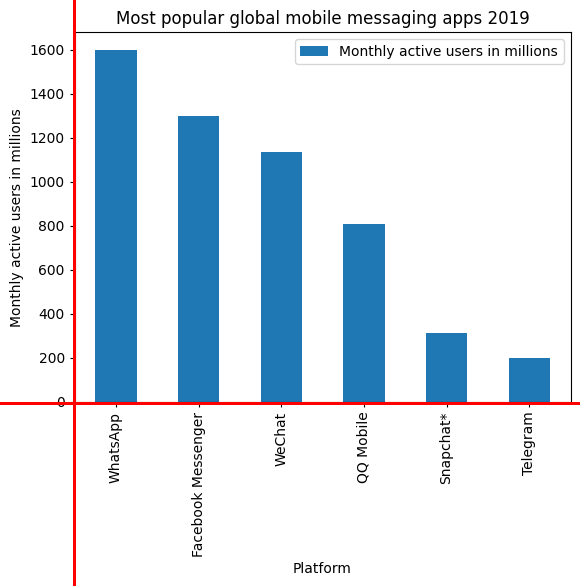 Most popular global mobile messaging apps 2019
Monthly active users in millions
Monthly active users in millions
1600
1400
1200
1000
800
600
400
200
0
WhatsApp
Facebook Messenger
WeChat
QQ Mobile
Snapchat*
Telegram
Platform